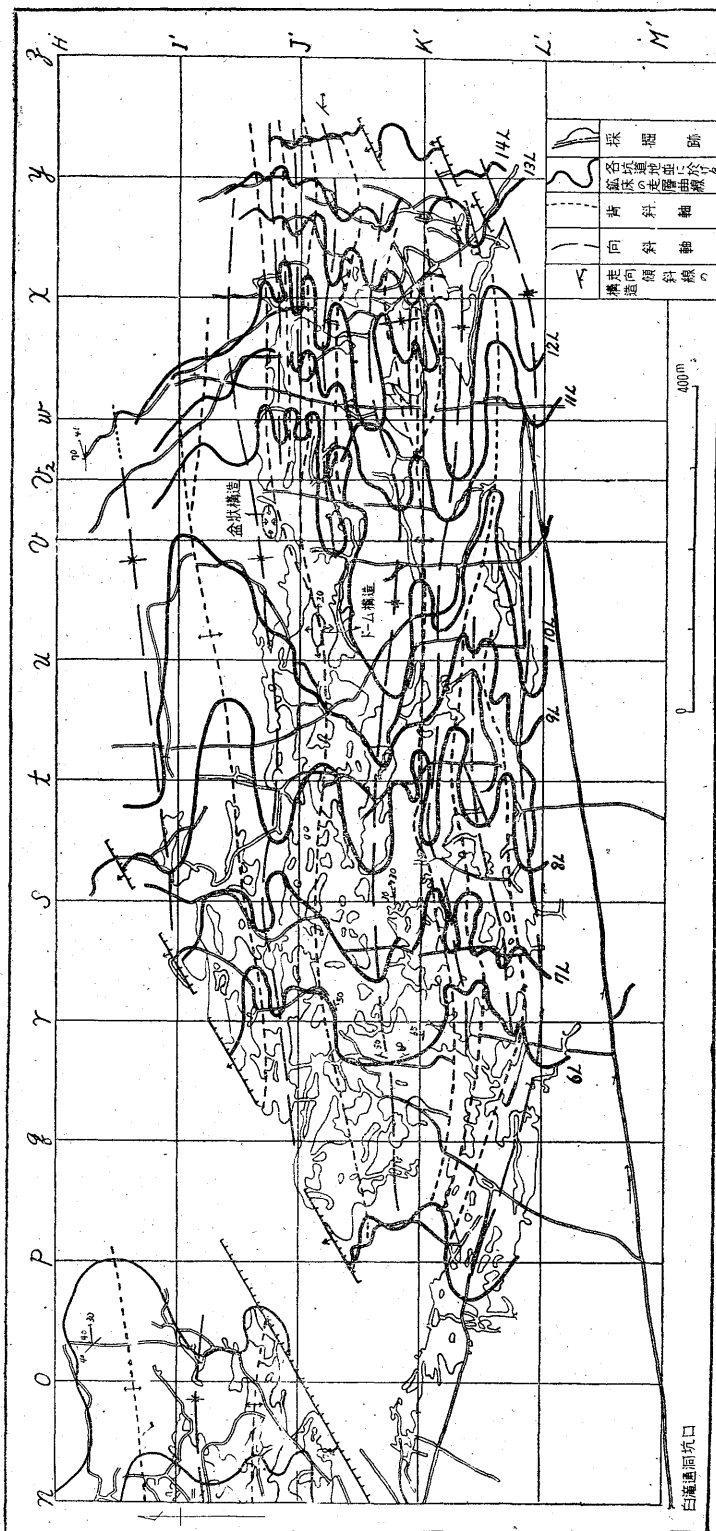 H I' J' K' L' M'
z
y
x
w
v₂
v
u
t
s
r
q
p
o
n
14L
13L
12L
11L
10L
9L
8L
7L
6L
盆状構造
ドーム構造
採掘跡
各坑道地並に於ける
鉱床の走層曲線
背斜軸
向斜軸
構造線の
走向傾斜
0
400m
白滝通洞坑口